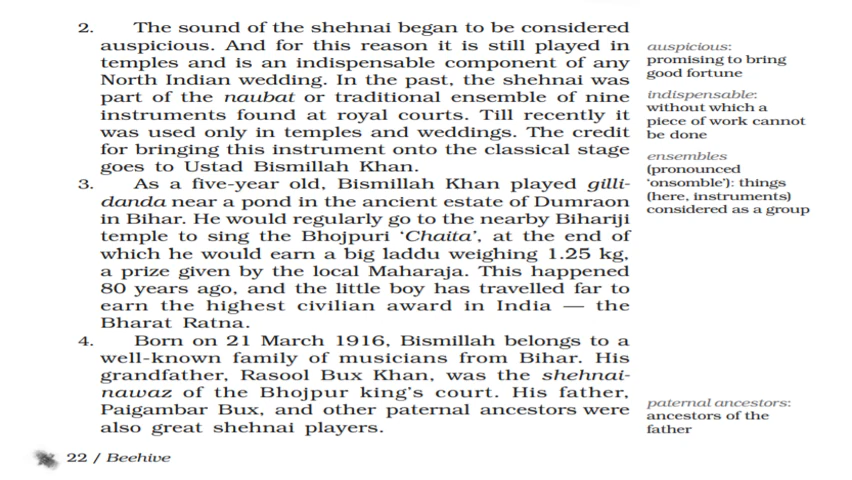 2. The sound of the shehnai began to be considered
auspicious. And for this reason it is still played in
temples and is an indispensable component of any
North Indian wedding. In the past, the shehnai was
part of the naubat or traditional ensemble of nine
instruments found at royal courts. Till recently it
was used only in temples and weddings. The credit
for bringing this instrument onto the classical stage
goes to Ustad Bismillah Khan.
3. As a five-year old, Bismillah Khan played gilli-
danda near a pond in the ancient estate of Dumraon
in Bihar. He would regularly go to the nearby Bihariji
temple to sing the Bhojpuri ‘Chaita’, at the end of
which he would earn a big laddu weighing 1.25 kg,
a prize given by the local Maharaja. This happened
80 years ago, and the little boy has travelled far to
earn the highest civilian award in India — the
Bharat Ratna.
4. Born on 21 March 1916, Bismillah belongs to a
well-known family of musicians from Bihar. His
grandfather, Rasool Bux Khan, was the shehnai-
nawaz of the Bhojpur king’s court. His father,
Paigambar Bux, and other paternal ancestors were
also great shehnai players.
auspicious:
promising to bring
good fortune
indispensable:
without which a
piece of work cannot
be done
ensembles
(pronounced
‘onsomble’): things
(here, instruments)
considered as a group
paternal ancestors:
ancestors of the
father
22 / Beehive